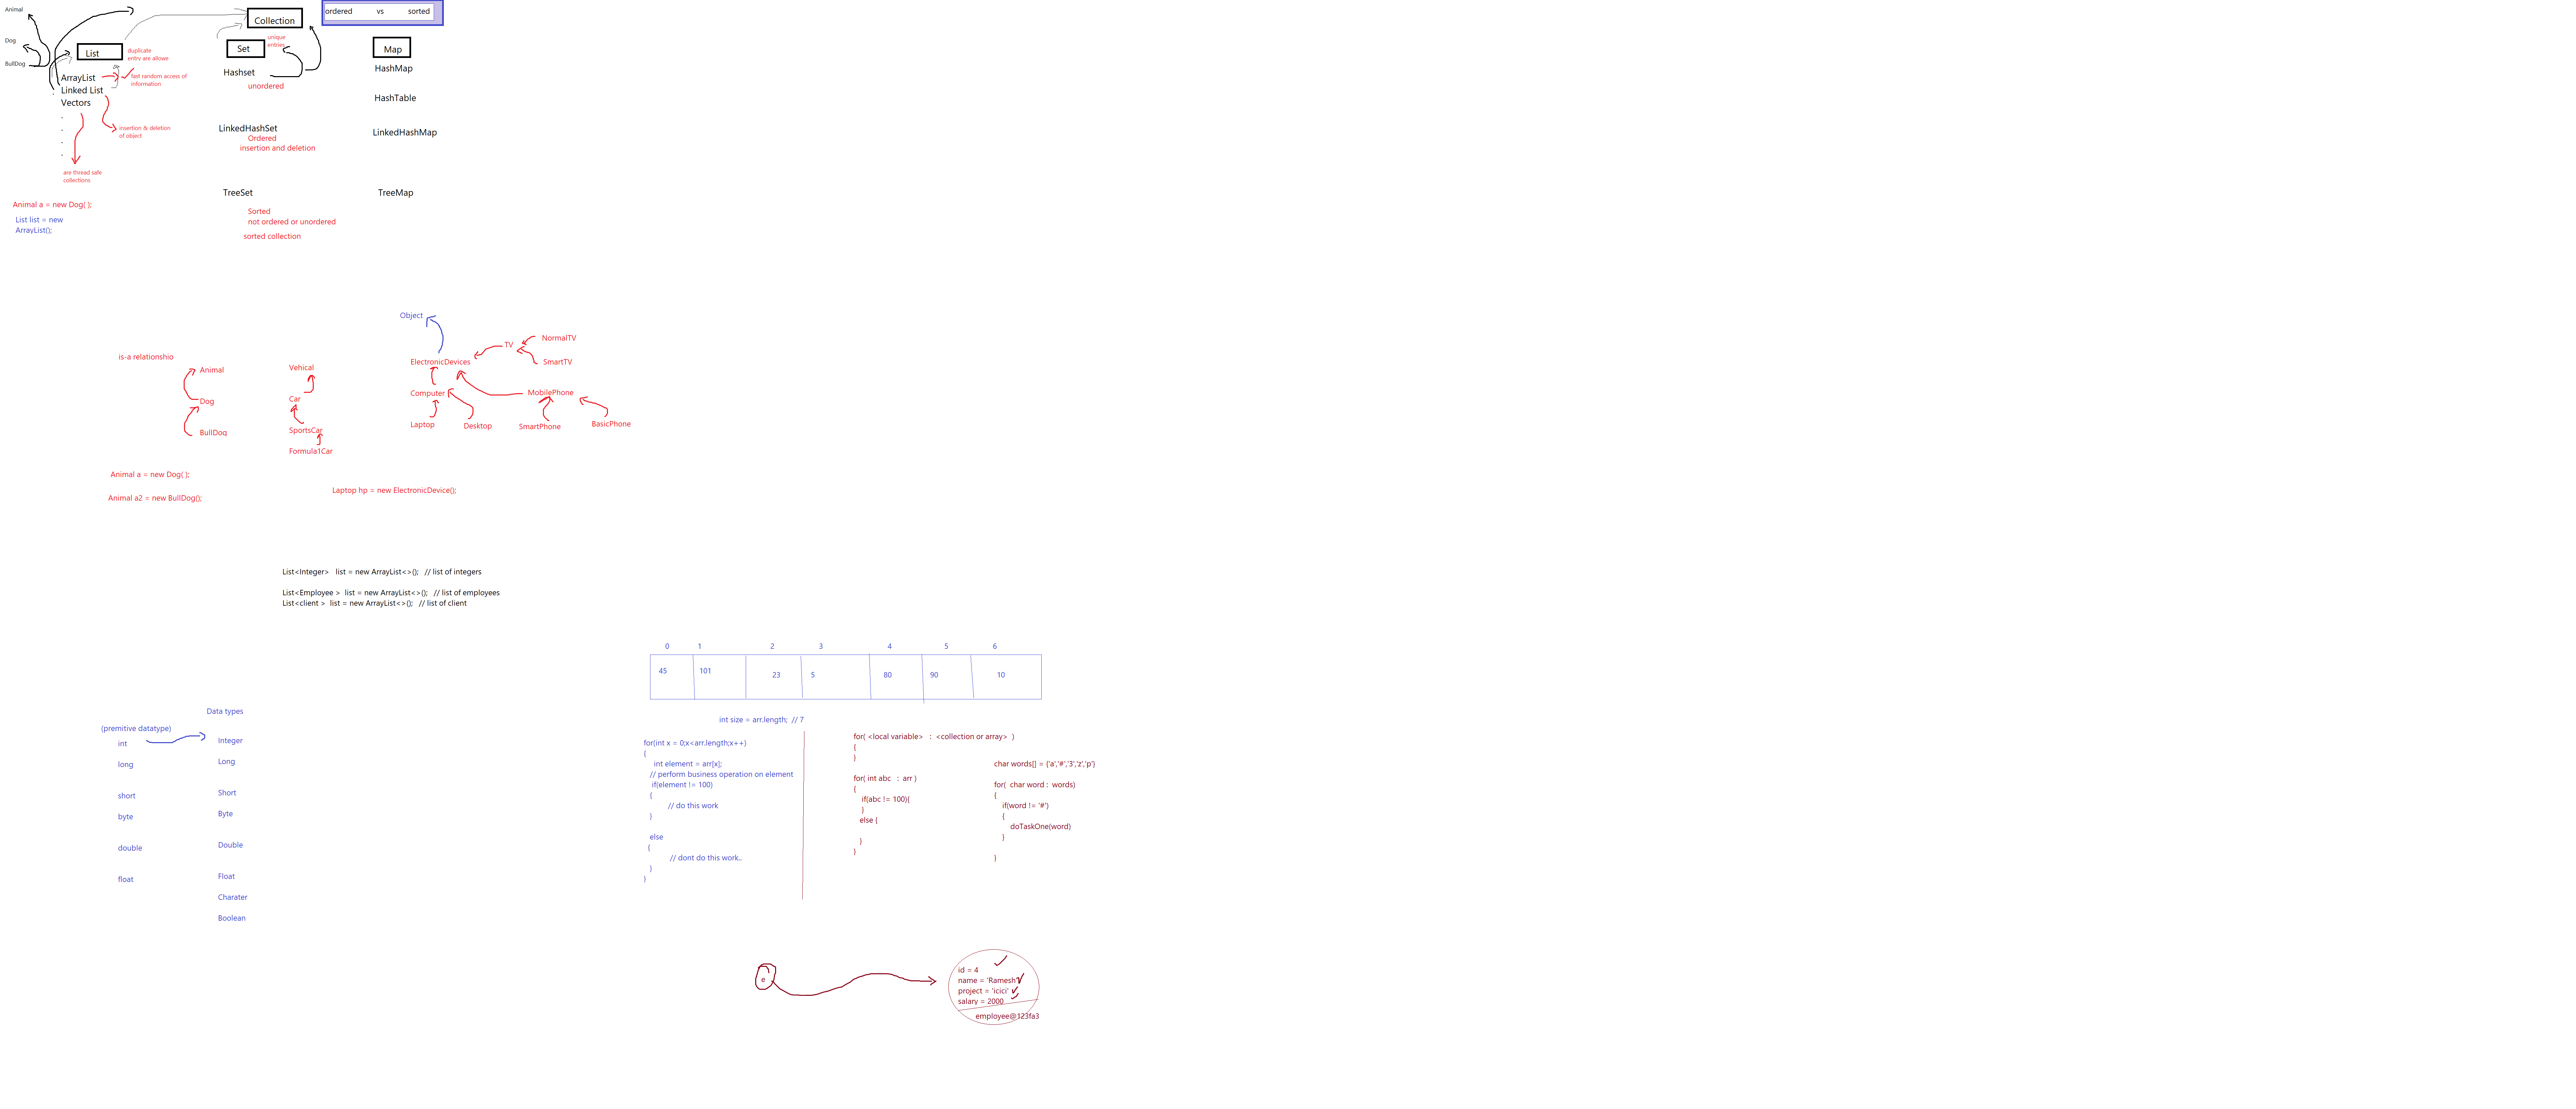 Animal
Dog
BullDog
List
duplicate
entry are allowe
ArrayList
fast random access of
information
Linked List
Vectors
.
.
.
.
insertion & deletion
of object
are thread safe
collections
Animal a = new Dog( );
List list = new
ArrayList();
Collection
Set
unique
entries
Hashset
unordered
LinkedHashSet
Ordered
insertion and deletion
TreeSet
Sorted
not ordered or unordered
sorted collection
ordered vs sorted
Map
HashMap
HashTable
LinkedHashMap
TreeMap
is-a relationshio
Animal
Dog
BullDog
Animal a = new Dog( );
Animal a2 = new BullDog();
Vehical
Car
SportsCar
Formula1Car
Object
ElectronicDevices
TV
NormalTV
SmartTV
Computer
MobilePhone
Laptop
Desktop
SmartPhone
BasicPhone
Laptop hp = new ElectronicDevice();
List<Integer> list = new ArrayList<>(); // list of integers
List<Employee > list = new ArrayList<>(); // list of employees
List<client > list = new ArrayList<>(); // list of client
Data types
(premitive datatype)
int
long
short
byte
double
float
Integer
Long
Short
Byte
Double
Float
Charater
Boolean
0 1 2 3 4 5 6
45 101 23 5 80 90 10
int size = arr.length; // 7
for(int x = 0;x<arr.length;x++)
{
int element = arr[x];
// perform business operation on element
if(element != 100)
{
// do this work
}
else
{
// dont do this work..
}
}
for( <local variable> : <collection or array> )
{
}
for( int abc : arr )
{
if(abc != 100){
}
else {
}
}
char words[] = {'a','#','3','z','p'}
for( char word : words)
{
if(word != '#')
{
doTaskOne(word)
}
}
e
id = 4
name = 'Ramesh'
project = 'icici'
salary = 2000
employee@123fa3